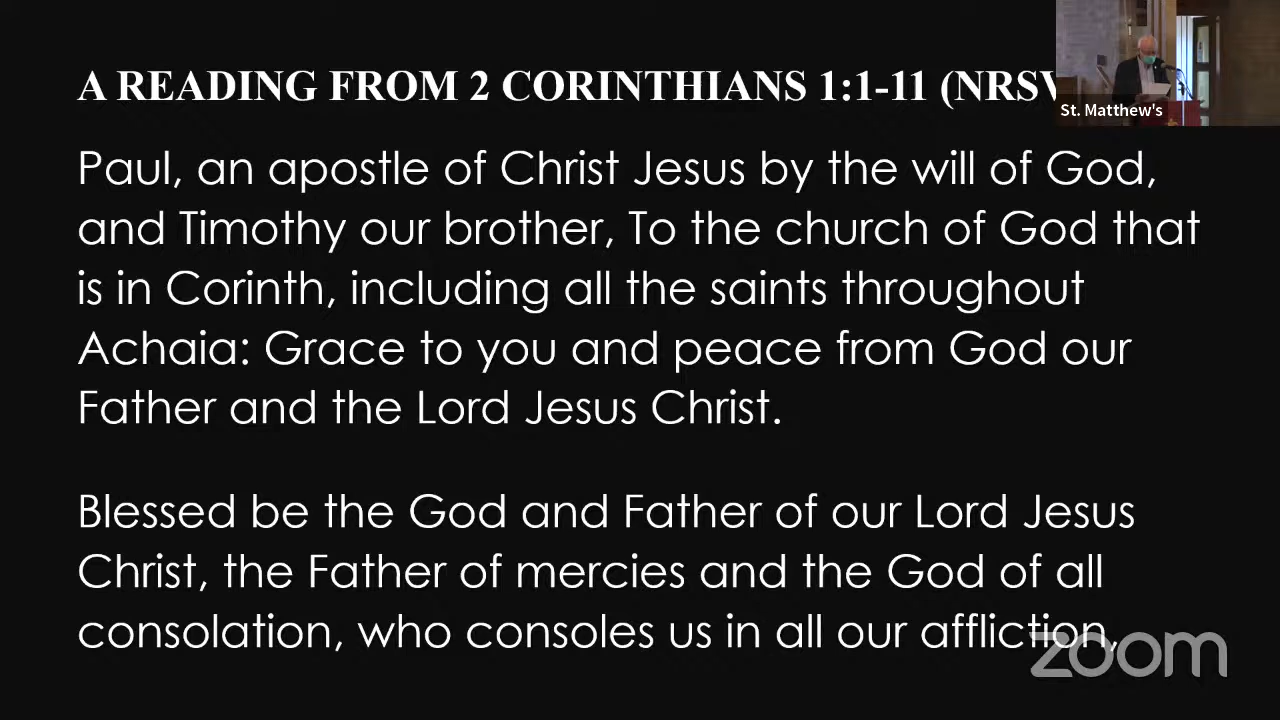 A READING FROM 2 CORINTHIANS 1:1-11 (NRSV
St. Matthew's
Paul, an apostle of Christ Jesus by the will of God,
and Timothy our brother, To the church of God that
is in Corinth, including all the saints throughout
Achaia: Grace to you and peace from God our
Father and the Lord Jesus Christ.
Blessed be the God and Father of our Lord Jesus
Christ, the Father of mercies and the God of all
consolation, who consoles us in all our affliction,
zoom